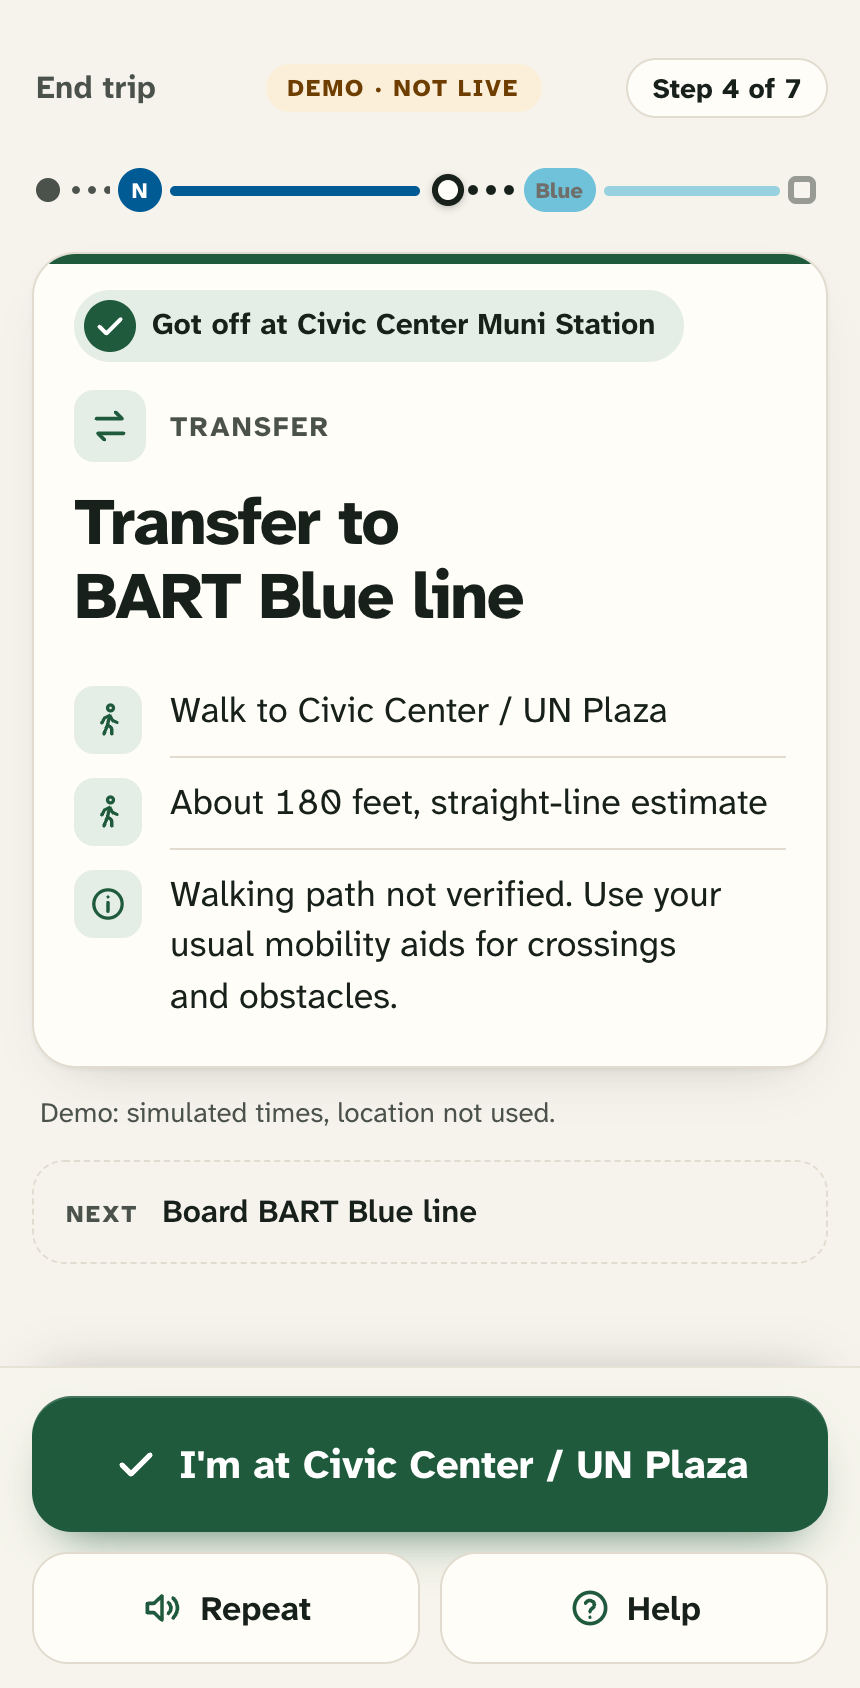 End trip
DEMO · NOT LIVE
Step 4 of 7
N
Blue
Got off at Civic Center Muni Station
TRANSFER
Transfer to
BART Blue line
Walk to Civic Center / UN Plaza
About 180 feet, straight-line estimate
Walking path not verified. Use your
usual mobility aids for crossings
and obstacles.
Demo: simulated times, location not used.
NEXT Board BART Blue line
I'm at Civic Center / UN Plaza
Repeat
Help